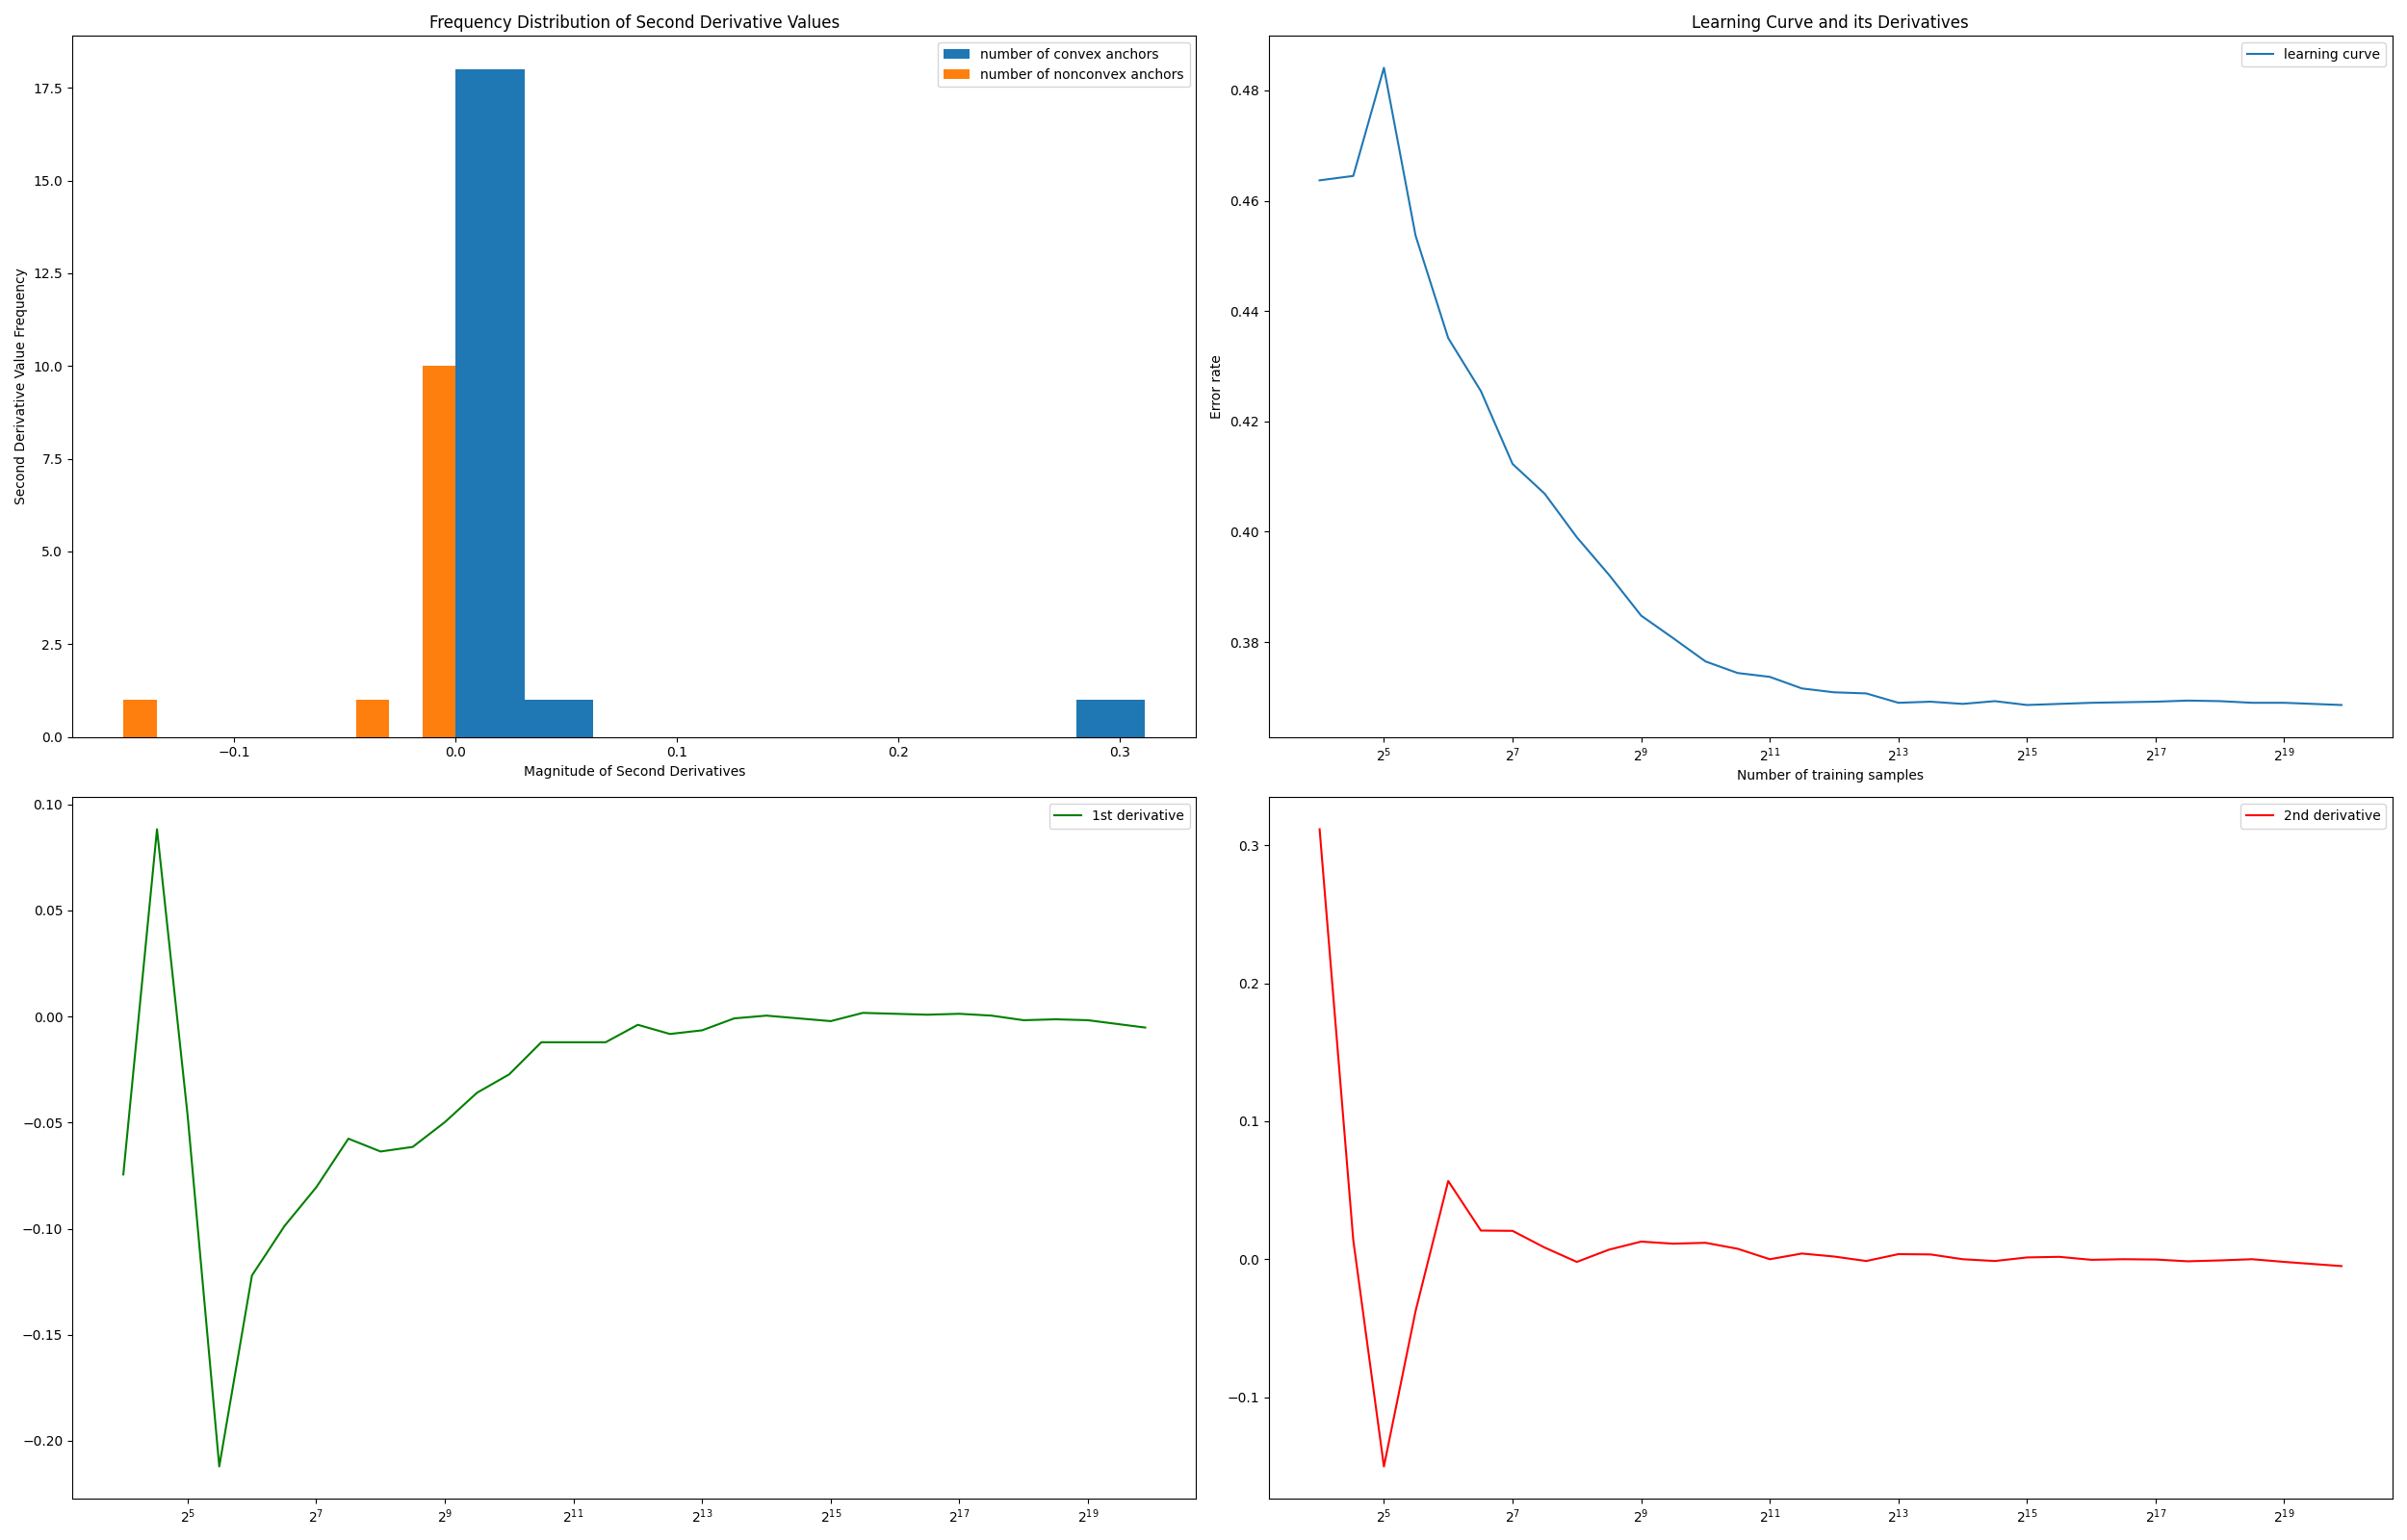 Frequency Distribution of Second Derivative Values
number of convex anchors
number of nonconvex anchors
Second Derivative Value Frequency
17.5
15.0
12.5
10.0
7.5
5.0
2.5
0.0
−0.1 0.0 0.1 0.2 0.3
Magnitude of Second Derivatives
Learning Curve and its Derivatives
learning curve
Error rate
0.48
0.46
0.44
0.42
0.40
0.38
2^5 2^7 2^9 2^11 2^13 2^15 2^17 2^19
Number of training samples
1st derivative
0.10
0.05
0.00
−0.05
−0.10
−0.15
−0.20
2^5 2^7 2^9 2^11 2^13 2^15 2^17 2^19
2nd derivative
0.3
0.2
0.1
0.0
−0.1
2^5 2^7 2^9 2^11 2^13 2^15 2^17 2^19